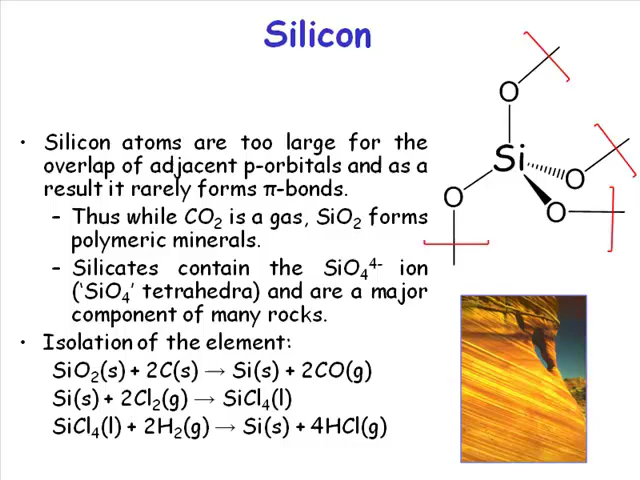 Silicon
• Silicon atoms are too large for the
overlap of adjacent p-orbitals and as a
result it rarely forms π-bonds.
– Thus while CO₂ is a gas, SiO₂ forms
polymeric minerals.
– Silicates contain the SiO₄⁴⁻ ion
('SiO₄' tetrahedra) and are a major
component of many rocks.
• Isolation of the element:
SiO₂(s) + 2C(s) → Si(s) + 2CO(g)
Si(s) + 2Cl₂(g) → SiCl₄(l)
SiCl₄(l) + 2H₂(g) → Si(s) + 4HCl(g)
O
Si
O
O
O